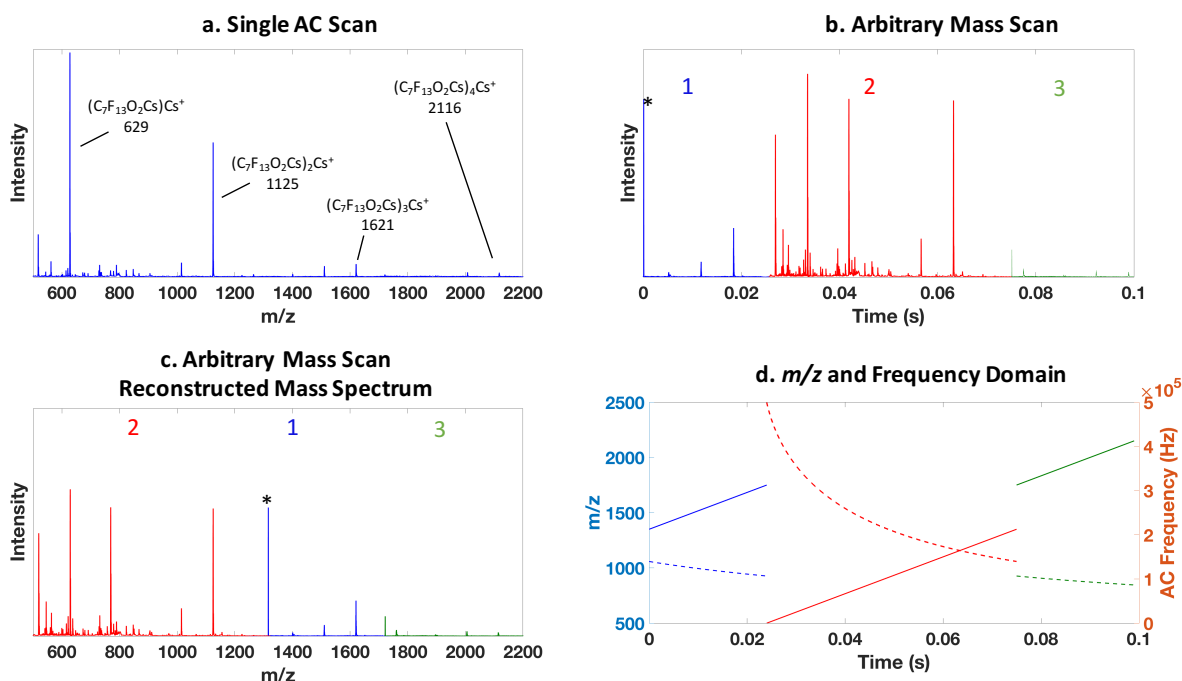 a. Single AC Scan
Intensity
(C₇F₁₃O₂Cs)Cs⁺
629
(C₇F₁₃O₂Cs)₂Cs⁺
1125
(C₇F₁₃O₂Cs)₃Cs⁺
1621
(C₇F₁₃O₂Cs)₄Cs⁺
2116
600 800 1000 1200 1400 1600 1800 2000 2200
m/z
b. Arbitrary Mass Scan
Intensity
*
1 2 3
0 0.02 0.04 0.06 0.08 0.1
Time (s)
c. Arbitrary Mass Scan
Reconstructed Mass Spectrum
Intensity
2 1 3
*
600 800 1000 1200 1400 1600 1800 2000 2200
m/z
d. m/z and Frequency Domain
m/z
2500
2000
1500
1000
500
×10⁵
5
4
3
2
1
0
AC Frequency (Hz)
0 0.02 0.04 0.06 0.08 0.1
Time (s)